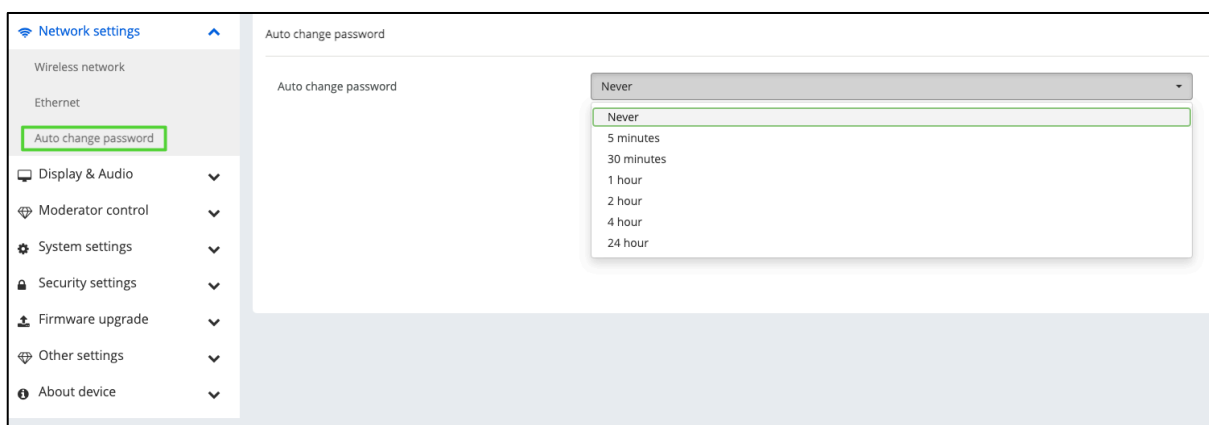 Network settings
Wireless network
Ethernet
Auto change password
Display & Audio
Moderator control
System settings
Security settings
Firmware upgrade
Other settings
About device
Auto change password
Auto change password
Never
Never
5 minutes
30 minutes
1 hour
2 hour
4 hour
24 hour